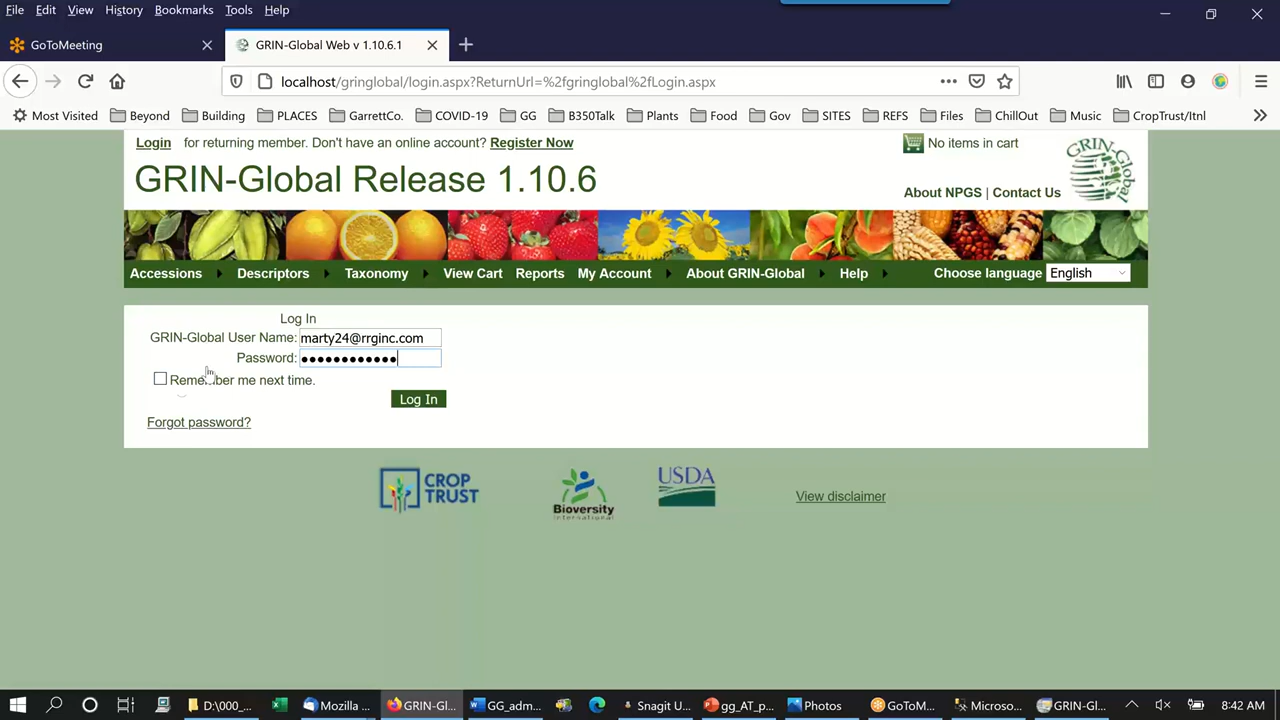 File Edit View History Bookmarks Tools Help
GoToMeeting GRIN-Global Web v 1.10.6.1
localhost/gringlobal/login.aspx?ReturnUrl=%2fgringlobal%2fLogin.aspx
Most Visited Beyond Building PLACES GarrettCo. COVID-19 GG B350Talk Plants Food Gov SITES REFS Files ChillOut Music CropTrust/Itnl
Login for returning member. Don't have an online account? Register Now No items in cart
GRIN-Global Release 1.10.6
GRIN-Global
About NPGS | Contact Us
Accessions Descriptors Taxonomy View Cart Reports My Account About GRIN-Global Help Choose language English
Log In
GRIN-Global User Name: marty24@rrginc.com
Password: ●●●●●●●●●●●●
Remember me next time.
Log In
Forgot password?
CROP TRUST
Bioversity International
USDA
View disclaimer
D:\000_ Mozilla ... GRIN-Gl... GG_adm... Snagit U... gg_AT_p... Photos GoToM... Microso... GRIN-Gl... 8:42 AM